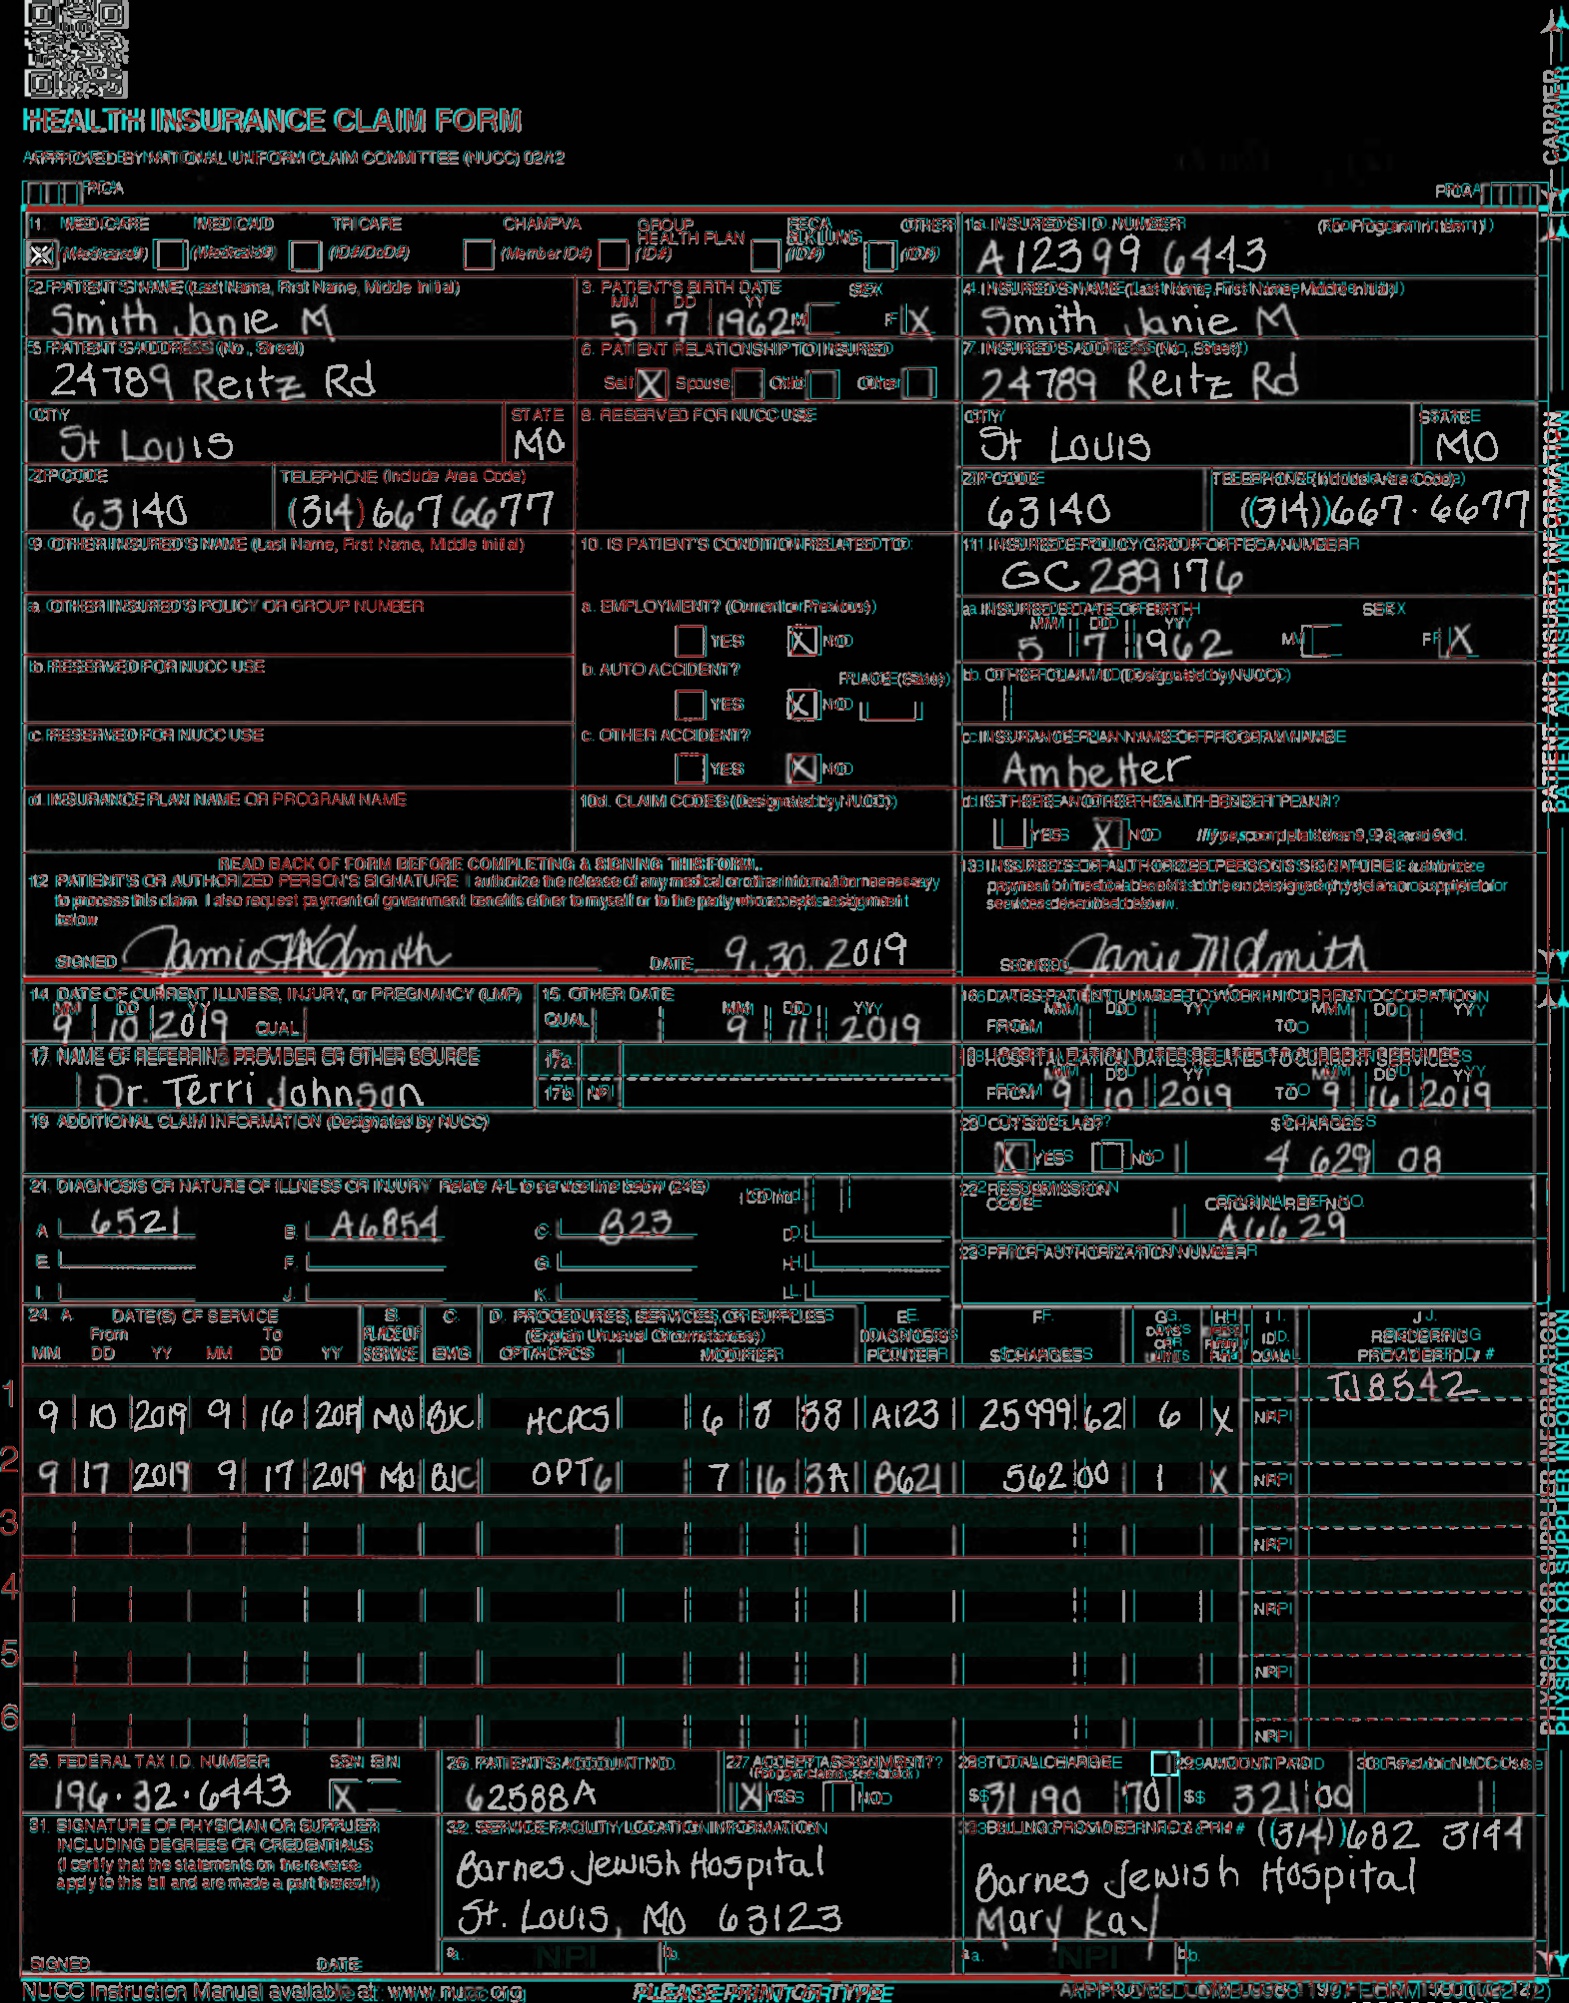 HEALTH INSURANCE CLAIM FORM
APPROVED BY NATIONAL UNIFORM CLAIM COMMITTEE (NUCC) 02/12
PICA PICA
1. MEDICARE MEDICAID TRICARE CHAMPVA GROUP HEALTH PLAN FECA BLK LUNG OTHER 1a. INSURED'S I.D. NUMBER (For Program in Item 1)
X (Medicare#) (Medicaid#) (ID#/DoD#) (Member ID#) (ID#) (ID#) (ID#) A12399 6443
2. PATIENT'S NAME (Last Name, First Name, Middle Initial) 3. PATIENT'S BIRTH DATE SEX 4. INSURED'S NAME (Last Name, First Name, Middle Initial)
MM DD YY
Smith Janie M 5 7 1962 M F X Smith Janie M
5. PATIENT'S ADDRESS (No., Street) 6. PATIENT RELATIONSHIP TO INSURED 7. INSURED'S ADDRESS (No., Street)
24789 Reitz Rd Self X Spouse Child Other 24789 Reitz Rd
CITY STATE 8. RESERVED FOR NUCC USE CITY STATE
St Louis MO St Louis MO
ZIP CODE TELEPHONE (Include Area Code) ZIP CODE TELEPHONE (Include Area Code)
63140 (314) 667 6677 63140 (314) 667.6677
9. OTHER INSURED'S NAME (Last Name, First Name, Middle Initial) 10. IS PATIENT'S CONDITION RELATED TO: 11. INSURED'S POLICY GROUP OR FECA NUMBER
GC 289176
a. OTHER INSURED'S POLICY OR GROUP NUMBER a. EMPLOYMENT? (Current or Previous) a. INSURED'S DATE OF BIRTH SEX
MM DD YY
YES X NO 5 7 1962 M F X
b. RESERVED FOR NUCC USE b. AUTO ACCIDENT? PLACE (State) b. OTHER CLAIM ID (Designated by NUCC)
YES X NO
c. RESERVED FOR NUCC USE c. OTHER ACCIDENT? c. INSURANCE PLAN NAME OR PROGRAM NAME
YES X NO Ambetter
d. INSURANCE PLAN NAME OR PROGRAM NAME 10d. CLAIM CODES (Designated by NUCC) d. IS THERE ANOTHER HEALTH BENEFIT PLAN?
YES X NO If yes, complete items 9, 9a, and 9d.
READ BACK OF FORM BEFORE COMPLETING & SIGNING THIS FORM.
12. PATIENT'S OR AUTHORIZED PERSON'S SIGNATURE I authorize the release of any medical or other information necessary
to process this claim. I also request payment of government benefits either to myself or to the party who accepts assignment
below.
13. INSURED'S OR AUTHORIZED PERSON'S SIGNATURE I authorize
payment of medical benefits to the undersigned physician or supplier for
services described below.
SIGNED Janie M Smith DATE 9.30.2019 SIGNED Janie M Smith
14. DATE OF CURRENT ILLNESS, INJURY, or PREGNANCY (LMP) 15. OTHER DATE 16. DATES PATIENT UNABLE TO WORK IN CURRENT OCCUPATION
MM DD YY MM DD YY MM DD YY MM DD YY
9 10 2019 QUAL. QUAL. 9 11 2019 FROM TO
17. NAME OF REFERRING PROVIDER OR OTHER SOURCE 17a. 18. HOSPITALIZATION DATES RELATED TO CURRENT SERVICES
MM DD YY MM DD YY
Dr. Terri Johnson 17b. NPI FROM 9 10 2019 TO 9 16 2019
19. ADDITIONAL CLAIM INFORMATION (Designated by NUCC) 20. OUTSIDE LAB? $ CHARGES
X YES NO 4 629 08
21. DIAGNOSIS OR NATURE OF ILLNESS OR INJURY Relate A-L to service line below (24E) ICD Ind. 22. RESUBMISSION CODE ORIGINAL REF. NO.
A. 6521 B. A6854 C. B23 D. A6629
E. F. G. H. 23. PRIOR AUTHORIZATION NUMBER
I. J. K. L.
24. A. DATE(S) OF SERVICE B. C. D. PROCEDURES, SERVICES, OR SUPPLIES E. F. G. H. I. J.
From To PLACE OF (Explain Unusual Circumstances) DIAGNOSIS DAYS OR UNITS EPSDT Family Plan ID. RENDERING
MM DD YY MM DD YY SERVICE EMG CPT/HCPCS MODIFIER POINTER $ CHARGES QUAL. PROVIDER ID. #
TJ8542
1 9 10 2019 9 16 2019 MO BJC HCPCS 6 8 38 A123 25999 62 6 X NPI
2 9 17 2019 9 17 2019 MO BJC OPT6 7 16 3A B621 562 00 1 X NPI
3 NPI
4 NPI
5 NPI
6 NPI
25. FEDERAL TAX I.D. NUMBER SSN EIN 26. PATIENT'S ACCOUNT NO. 27. ACCEPT ASSIGNMENT? 28. TOTAL CHARGE 29. AMOUNT PAID 30. Rsvd for NUCC Use
(For govt. claims, see back)
196.32.6443 X 62588A X YES NO $ 31190 70 $ 321 00
31. SIGNATURE OF PHYSICIAN OR SUPPLIER
INCLUDING DEGREES OR CREDENTIALS
(I certify that the statements on the reverse
apply to this bill and are made a part thereof.)
32. SERVICE FACILITY LOCATION INFORMATION
Barnes Jewish Hospital
St. Louis, MO 63123
33. BILLING PROVIDER INFO & PH # (314) 682 3144
Barnes Jewish Hospital
Mary Kay
SIGNED DATE a. NPI b. a. NPI b.
NUCC Instruction Manual available at: www.nucc.org PLEASE PRINT OR TYPE
CARRIER
PATIENT AND INSURED INFORMATION
PHYSICIAN OR SUPPLIER INFORMATION